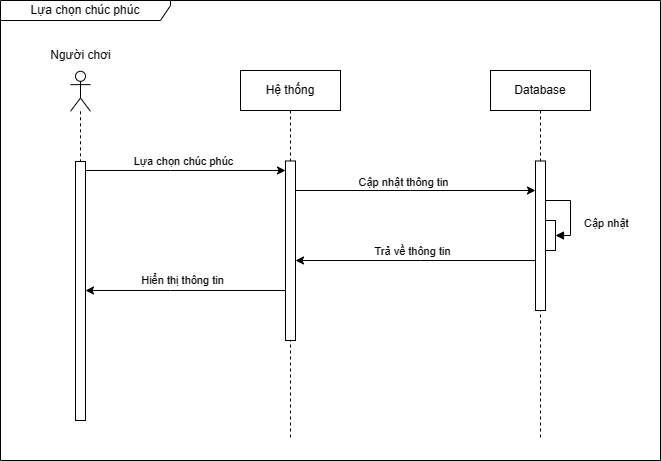 Lựa chọn chúc phúc
Người chơi
Hệ thống
Database
Lựa chọn chúc phúc
Cập nhật thông tin
Cập nhật
Trả về thông tin
Hiển thị thông tin